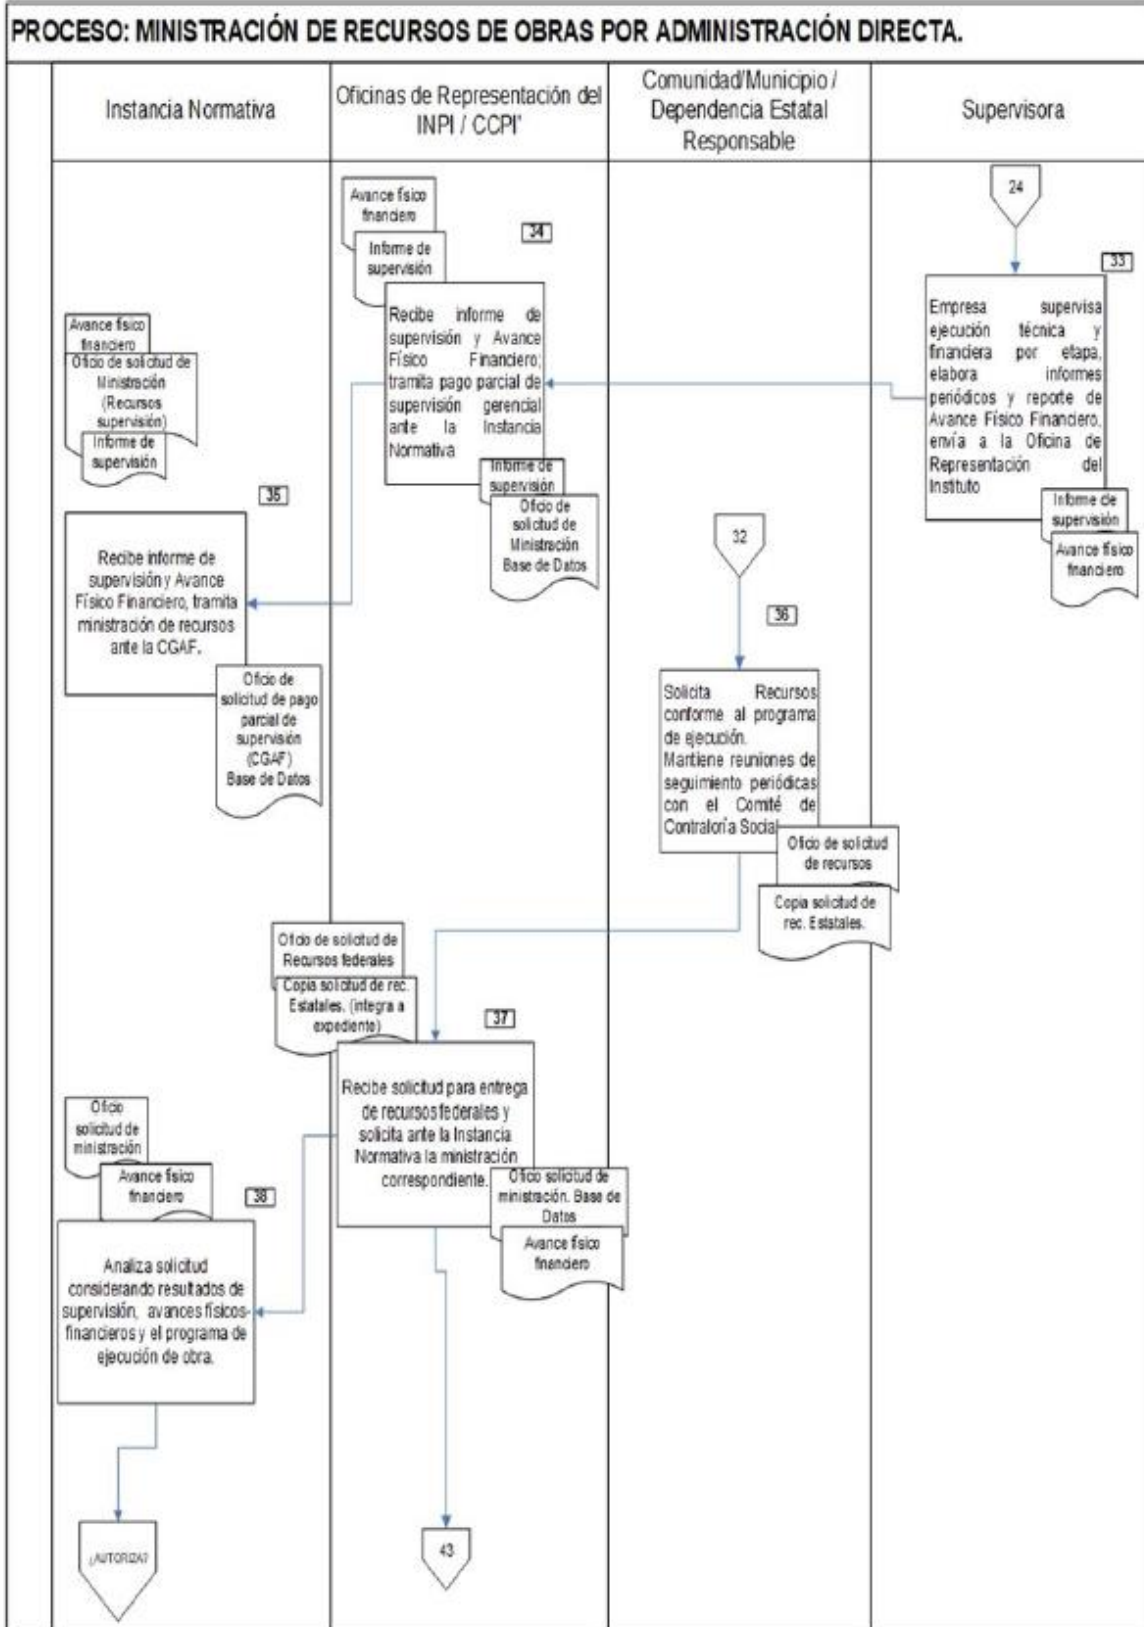 PROCESO: MINISTRACIÓN DE RECURSOS DE OBRAS POR ADMINISTRACIÓN DIRECTA.
Instancia Normativa
Oficinas de Representación del
INPI / CCPI'
Comunidad/Municipio /
Dependencia Estatal
Responsable
Supervisora
24
33
Empresa supervisa
ejecución técnica y
financiera por etapa,
elabora informes
periódicos y reporte de
Avance Físico Financiero,
envía a la Oficina de
Representación del
Instituto
Informe de
supervisión
Avance físico
financiero
Avance físico
financiero
Informe de
supervisión
34
Recibe informe de
supervisión y Avance
Físico Financiero;
tramita pago parcial de
supervisión gerencial
ante la Instancia
Normativa
Informe de
supervisión
Oficio de
solicitud de
Ministración
Base de Datos
Avance físico
financiero
Oficio de solicitud de
Ministración
(Recursos
supervisión)
Informe de
supervisión
35
Recibe informe de
supervisión y Avance
Físico Financiero, tramita
ministración de recursos
ante la CGAF.
Oficio de
solicitud de pago
parcial de
supervisión
(CGAF)
Base de Datos
32
36
Solicita Recursos
conforme al programa
de ejecución.
Mantiene reuniones de
seguimiento periódicas
con el Comité de
Contraloría Social
Oficio de solicitud
de recursos
Copia solicitud de
rec. Estatales.
Oficio de solicitud de
Recursos federales
Copia solicitud de rec.
Estatales. (integra a
expediente)
37
Recibe solicitud para entrega
de recursos federales y
solicita ante la Instancia
Normativa la ministración
correspondiente.
Oficio solicitud de
ministración. Base de
Datos
Avance físico
financiero
Oficio
solicitud de
ministración
Avance físico
financiero
38
Analiza solicitud
considerando resultados de
supervisión, avances físicos-
financieros y el programa de
ejecución de obra.
¿AUTORIZA?
43